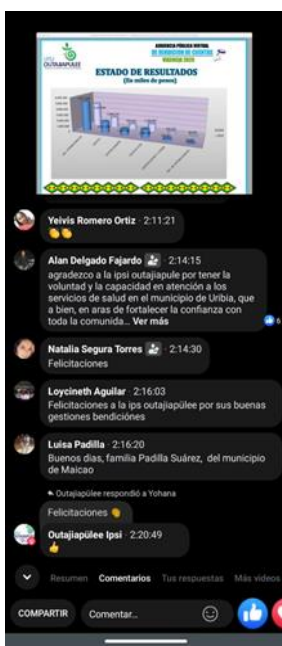 OUTAJIAPULEE
AUDIENCIA PÚBLICA VIRTUAL
DE RENDICIÓN DE CUENTAS
VIGENCIA 2020
ESTADO DE RESULTADOS
(En miles de pesos)
Yeivis Romero Ortiz · 2:11:21
👏👏
Alan Delgado Fajardo · 2:14:15
agradezco a la ipsi outajiapule por tener la
voluntad y la capacidad en atención a los
servicios de salud en el municipio de Uribia, que
a bien, en aras de fortalecer la confianza con
toda la comunida... Ver más
6
Natalia Segura Torres · 2:14:30
Felicitaciones
Loycineth Aguilar · 2:16:03
Felicitaciones a la ips outajiapülee por sus buenas
gestiones bendiciónes
Luisa Padilla · 2:16:20
Buenos dias, familia Padilla Suárez, del municipio
de Maicao
Outajiapülee respondió a Yohana
Felicitaciones 👏
Outajiapülee Ipsi · 2:20:49
👍
Resumen Comentarios Tus respuestas Más videos
COMPARTIR Comentar...